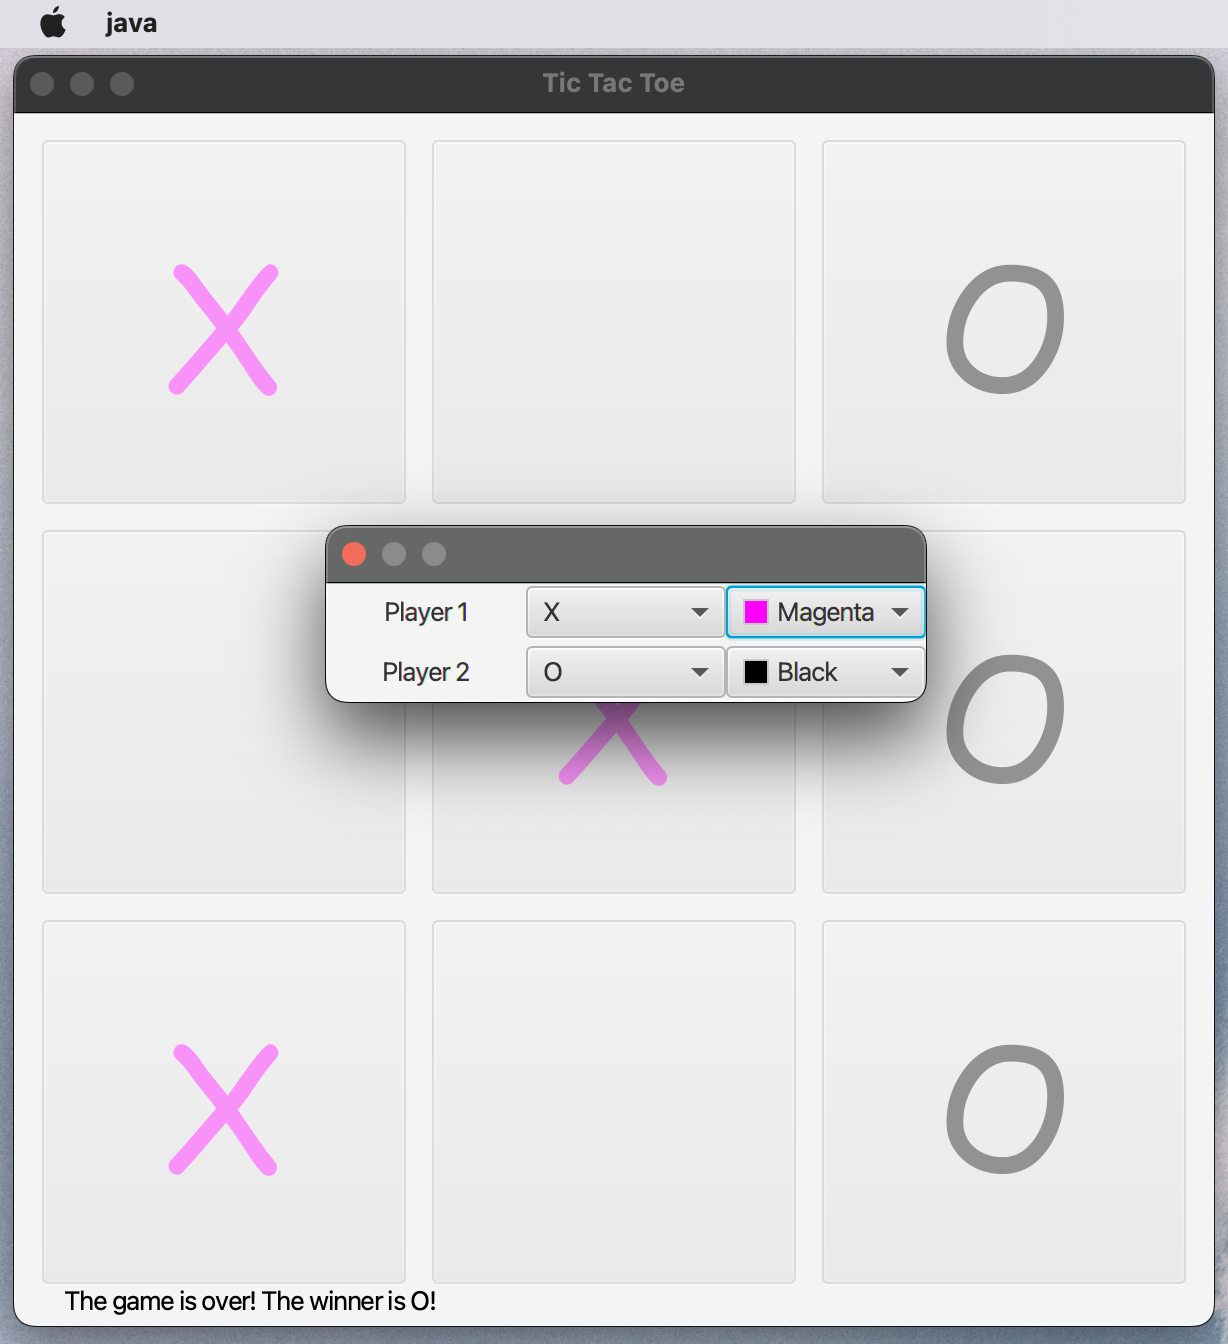 java
Tic Tac Toe
X O
Player 1 X Magenta
Player 2 O Black
X O
X O
The game is over! The winner is O!